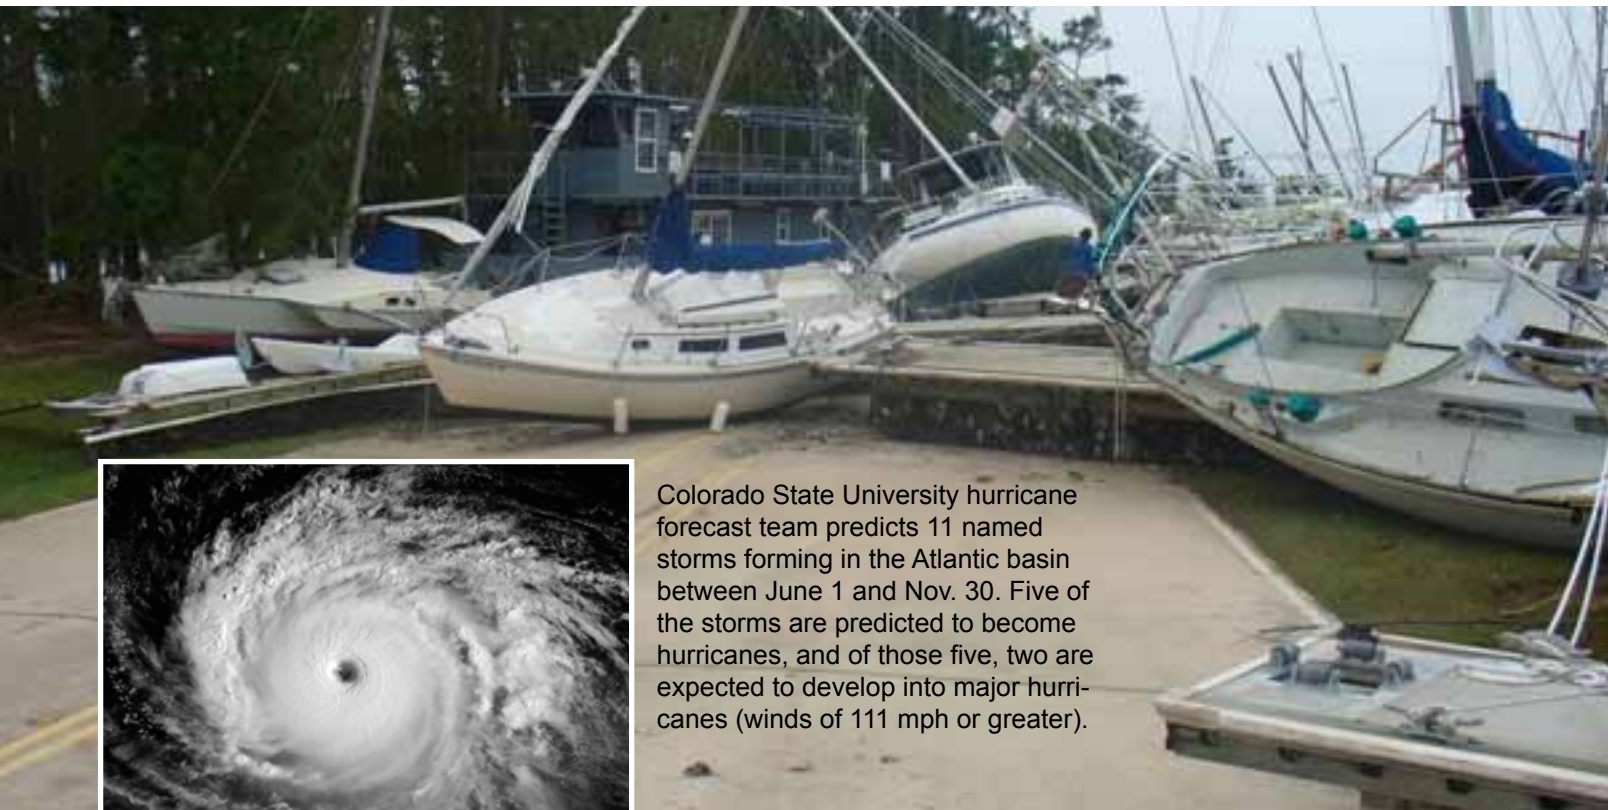 Colorado State University hurricane
forecast team predicts 11 named
storms forming in the Atlantic basin
between June 1 and Nov. 30. Five of
the storms are predicted to become
hurricanes, and of those five, two are
expected to develop into major hurri-
canes (winds of 111 mph or greater).